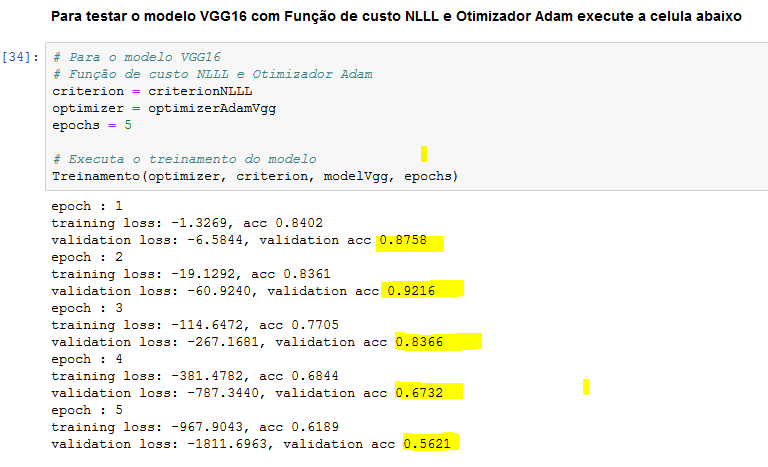 Para testar o modelo VGG16 com Função de custo NLLL e Otimizador Adam execute a celula abaixo
[34]: # Para o modelo VGG16
# Função de custo NLLL e Otimizador Adam
criterion = criterionNLLL
optimizer = optimizerAdamVgg
epochs = 5
# Executa o treinamento do modelo
Treinamento(optimizer, criterion, modelVgg, epochs)
epoch : 1
training loss: -1.3269, acc 0.8402
validation loss: -6.5844, validation acc 0.8758
epoch : 2
training loss: -19.1292, acc 0.8361
validation loss: -60.9240, validation acc 0.9216
epoch : 3
training loss: -114.6472, acc 0.7705
validation loss: -267.1681, validation acc 0.8366
epoch : 4
training loss: -381.4782, acc 0.6844
validation loss: -787.3440, validation acc 0.6732
epoch : 5
training loss: -967.9043, acc 0.6189
validation loss: -1811.6963, validation acc 0.5621